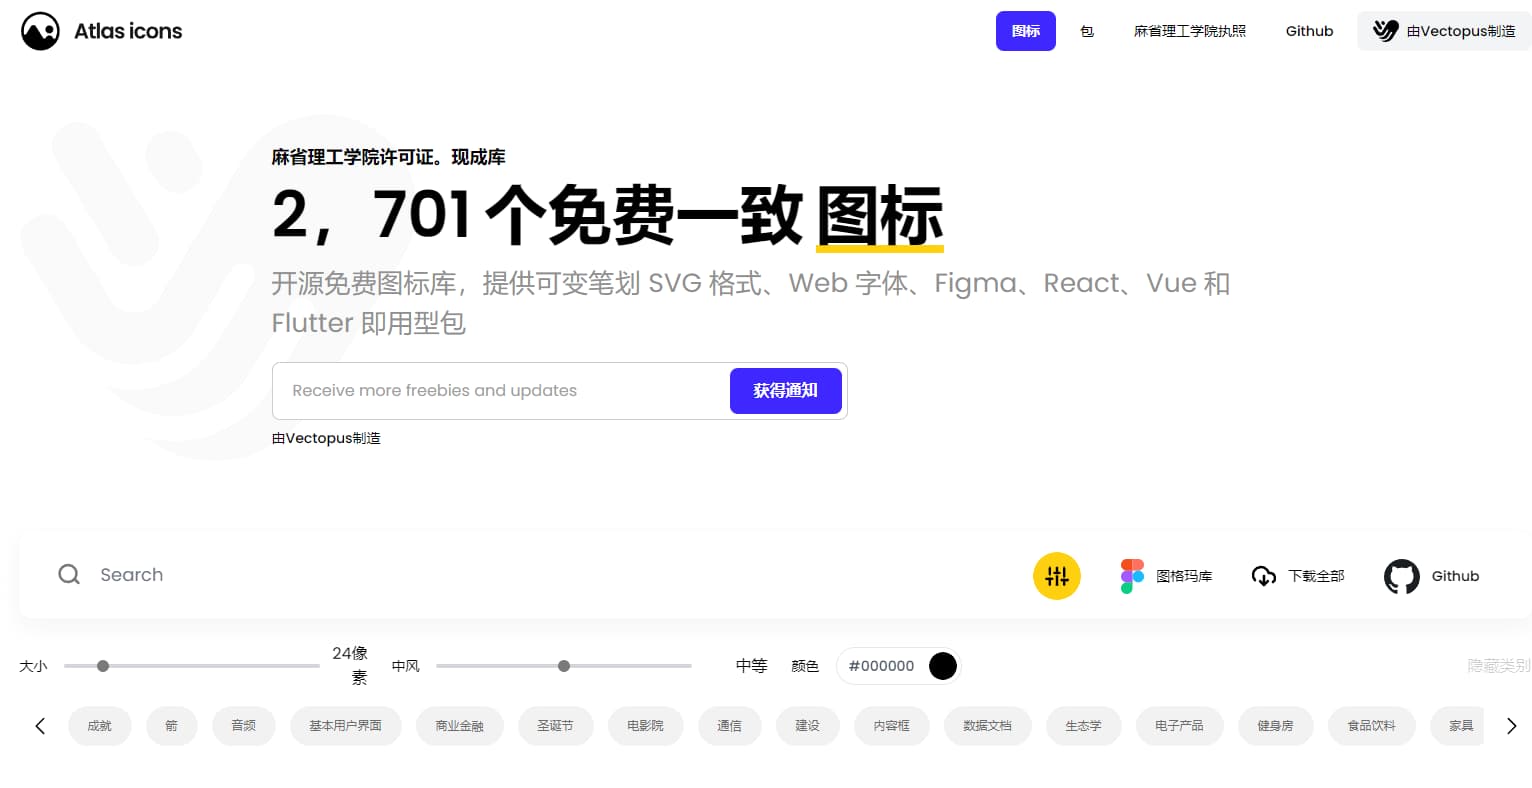 Atlas icons
图标
包
麻省理工学院执照
Github
由Vectopus制造
麻省理工学院许可证。现成库
2，701 个免费一致 图标
开源免费图标库，提供可变笔划 SVG 格式、Web 字体、Figma、React、Vue 和
Flutter 即用型包
Receive more freebies and updates
获得通知
由Vectopus制造
Search
图格玛库
下载全部
Github
大小
24像
素
中风
中等
颜色
#000000
隐藏类别
成就
箭
音频
基本用户界面
商业金融
圣诞节
电影院
通信
建设
内容框
数据文档
生态学
电子产品
健身房
食品饮料
家具